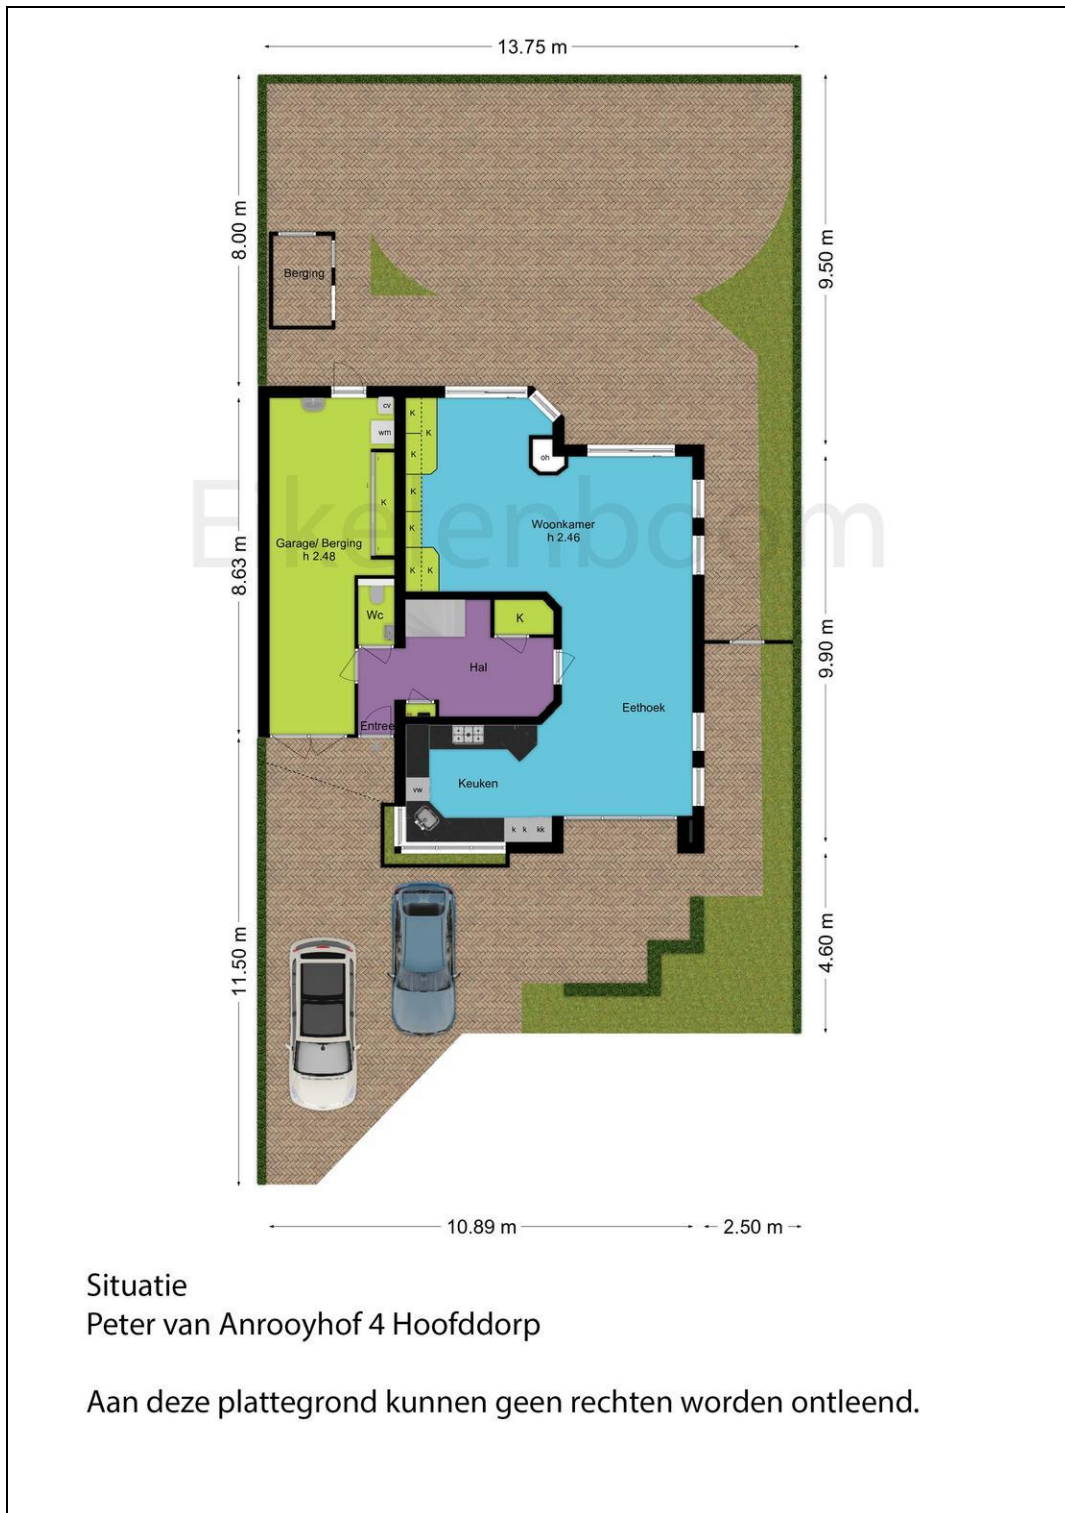 13.75 m
8.00 m
9.50 m
Berging
cv
wm
K
K
K
K
K
K
K
K
oh
Eikelenboom
Woonkamer
h 2.46
Garage/ Berging
h 2.48
8.63 m
Wc
K
Hal
9.90 m
Eethoek
Entree
Keuken
vw
k k kk
11.50 m
4.60 m
10.89 m
2.50 m
Situatie
Peter van Anrooyhof 4 Hoofddorp
Aan deze plattegrond kunnen geen rechten worden ontleend.